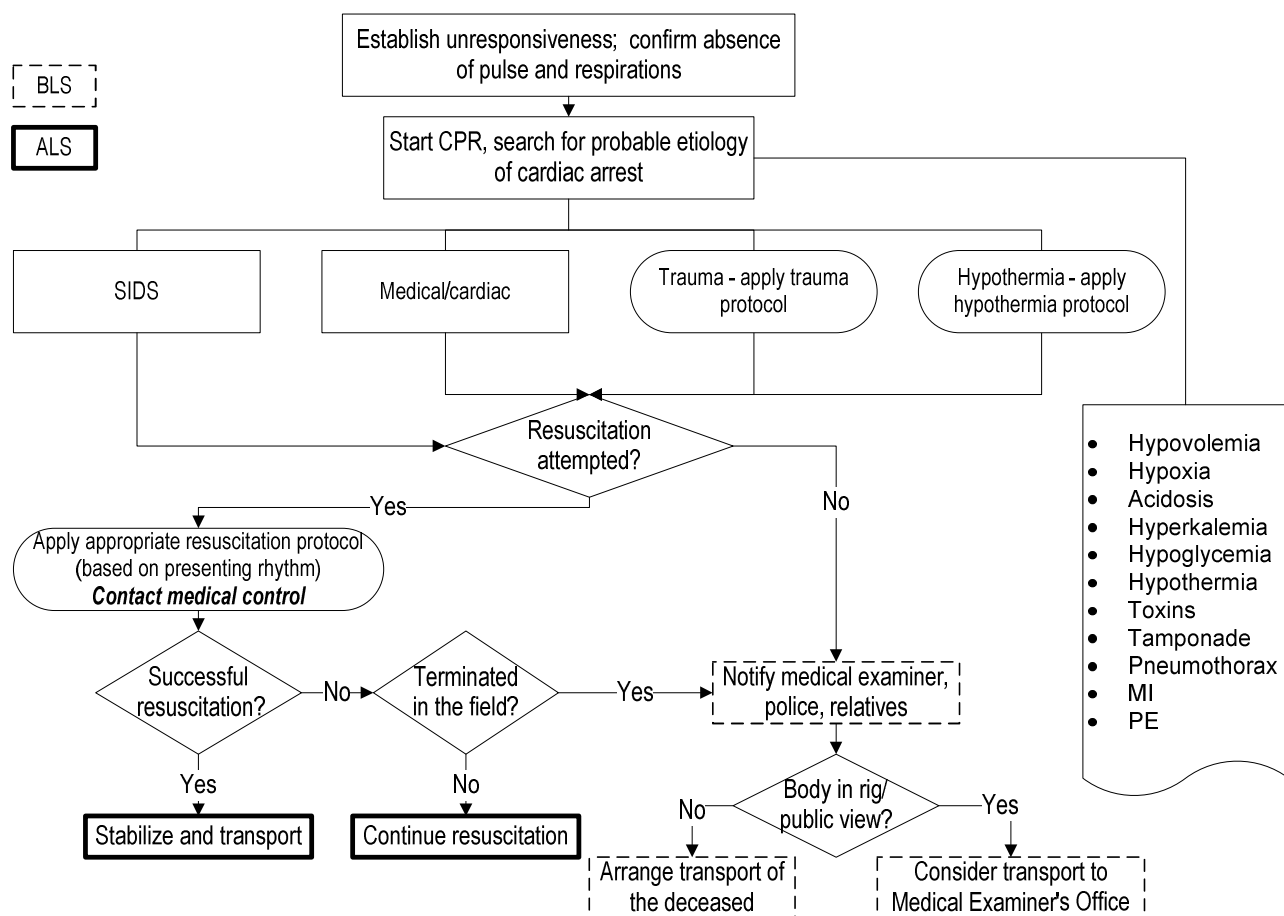 Establish unresponsiveness; confirm absence
of pulse and respirations
BLS
ALS
Start CPR, search for probable etiology
of cardiac arrest
SIDS
Medical/cardiac
Trauma - apply trauma
protocol
Hypothermia - apply
hypothermia protocol
Resuscitation
attempted?
Yes
No
• Hypovolemia
• Hypoxia
• Acidosis
• Hyperkalemia
• Hypoglycemia
• Hypothermia
• Toxins
• Tamponade
• Pneumothorax
• MI
• PE
Apply appropriate resuscitation protocol
(based on presenting rhythm)
Contact medical control
Successful
resuscitation?
No
Terminated
in the field?
Yes
Notify medical examiner,
police, relatives
Yes
No
Body in rig/
public view?
No
Yes
Stabilize and transport
Continue resuscitation
Arrange transport of
the deceased
Consider transport to
Medical Examiner's Office